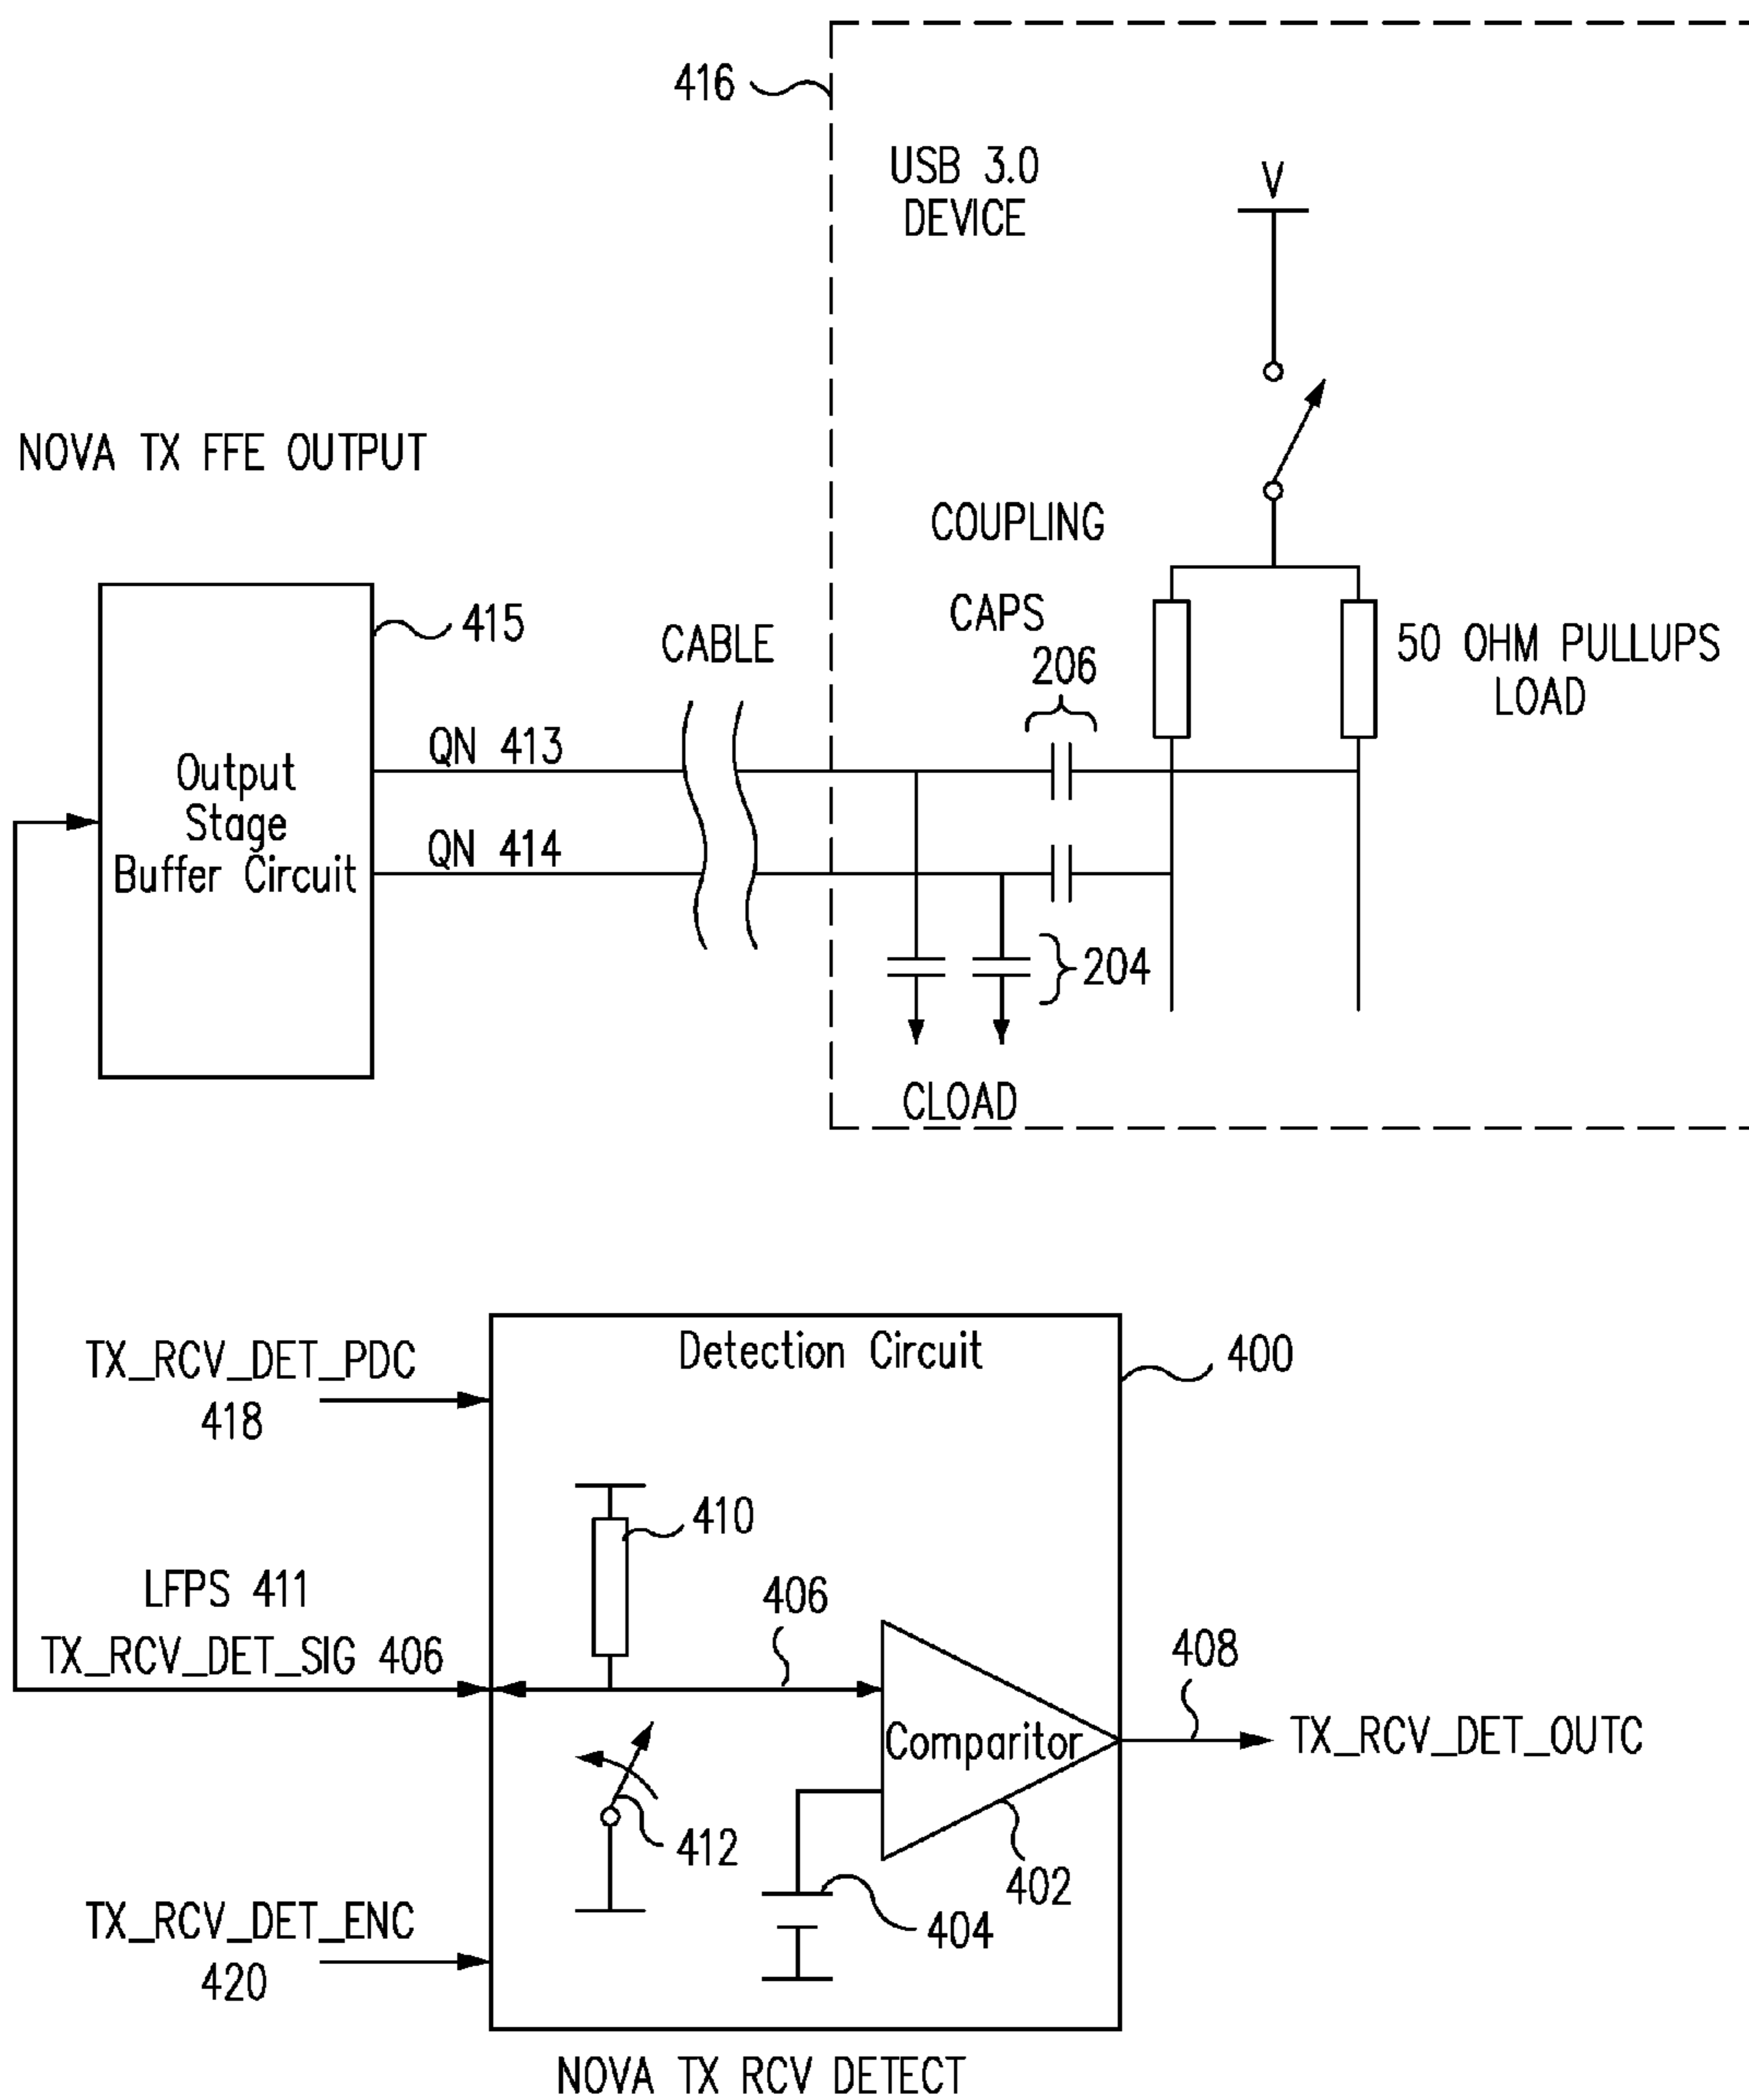 416
USB 3.0
DEVICE
V
NOVA TX FFE OUTPUT
COUPLING
CAPS
206
50 OHM PULLUPS
LOAD
415
CABLE
QN 413
QN 414
Output
Stage
Buffer Circuit
204
CLOAD
Detection Circuit
400
TX_RCV_DET_PDC
418
410
LFPS 411
TX_RCV_DET_SIG 406
406
408
Comparitor
TX_RCV_DET_OUTC
412
402
404
TX_RCV_DET_ENC
420
NOVA TX RCV DETECT